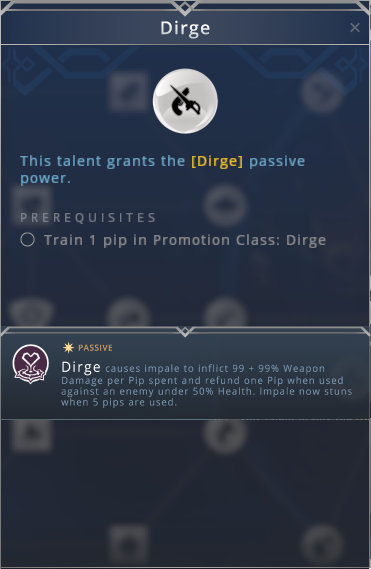 Dirge
This talent grants the [Dirge] passive
power.
PREREQUISITES
Train 1 pip in Promotion Class: Dirge
PASSIVE
Dirge causes impale to inflict 99 + 99% Weapon
Damage per Pip spent and refund one Pip when used
against an enemy under 50% Health. Impale now stuns
when 5 pips are used.